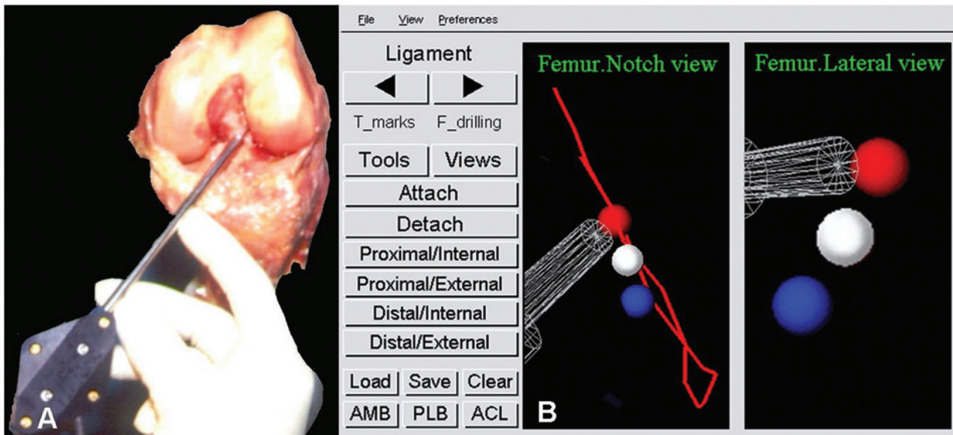 File View Preferences
Ligament
T_marks F_drilling
Tools Views
Attach
Detach
Proximal/Internal
Proximal/External
Distal/Internal
Distal/External
Load Save Clear
AMB PLB ACL
Femur.Notch view
Femur.Lateral view
A
B